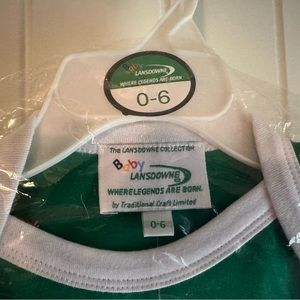 Baby
LANSDOWNE
WHERE LEGENDS ARE BORN.
0-6
The LANSDOWNE COLLECTION
Baby
LANSDOWNE
WHERE LEGENDS ARE BORN.
by Traditional Craft Limited
0-6